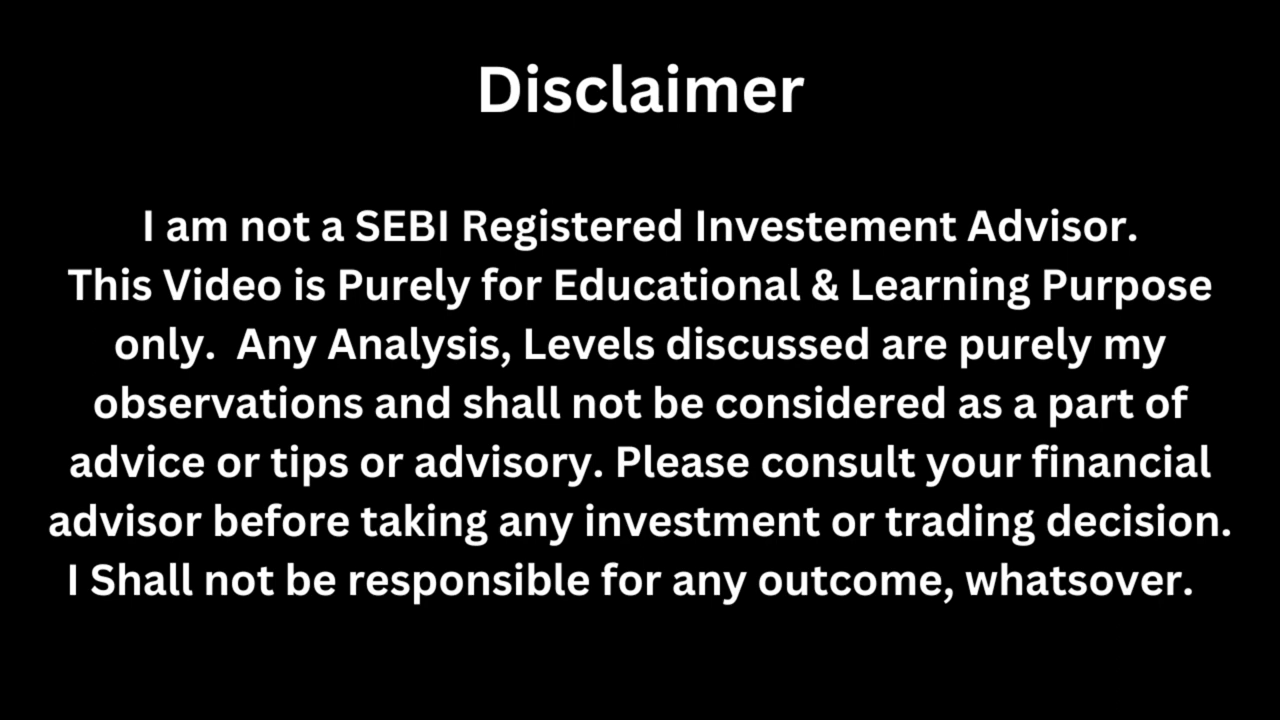 Disclaimer
I am not a SEBI Registered Investement Advisor.
This Video is Purely for Educational & Learning Purpose
only.  Any Analysis, Levels discussed are purely my
observations and shall not be considered as a part of
advice or tips or advisory. Please consult your financial
advisor before taking any investment or trading decision.
I Shall not be responsible for any outcome, whatsover.